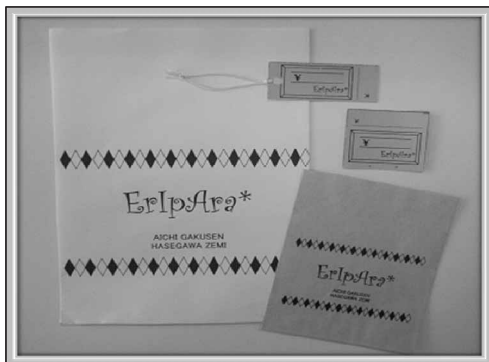 ¥
ErIpAra*
¥
ErIpAra*
ErIpAra*
AICHI GAKUSEN
HASEGAWA ZEMI
ErIpAra*
AICHI GAKUSEN
HASEGAWA ZEMI